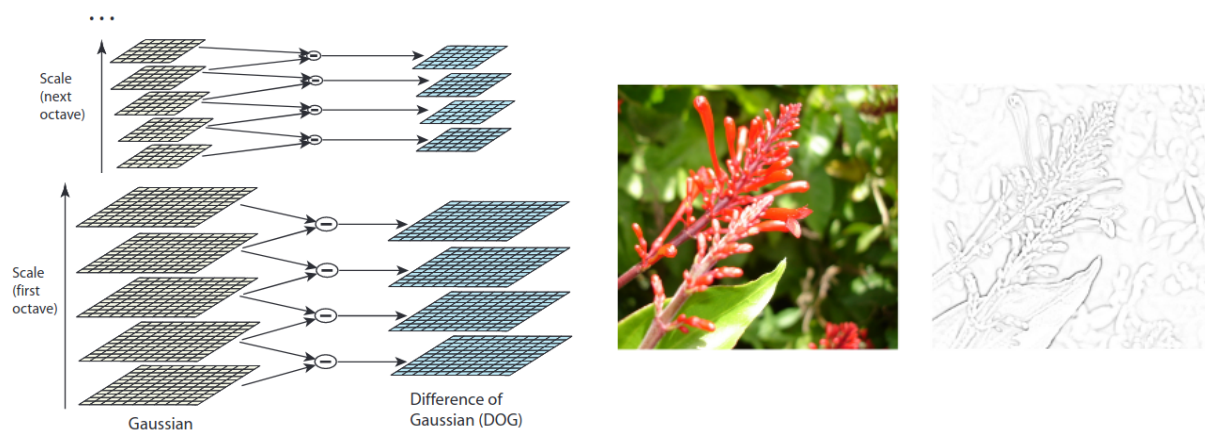 ...
Scale
(next
octave)
Scale
(first
octave)
Gaussian
Difference of
Gaussian (DOG)